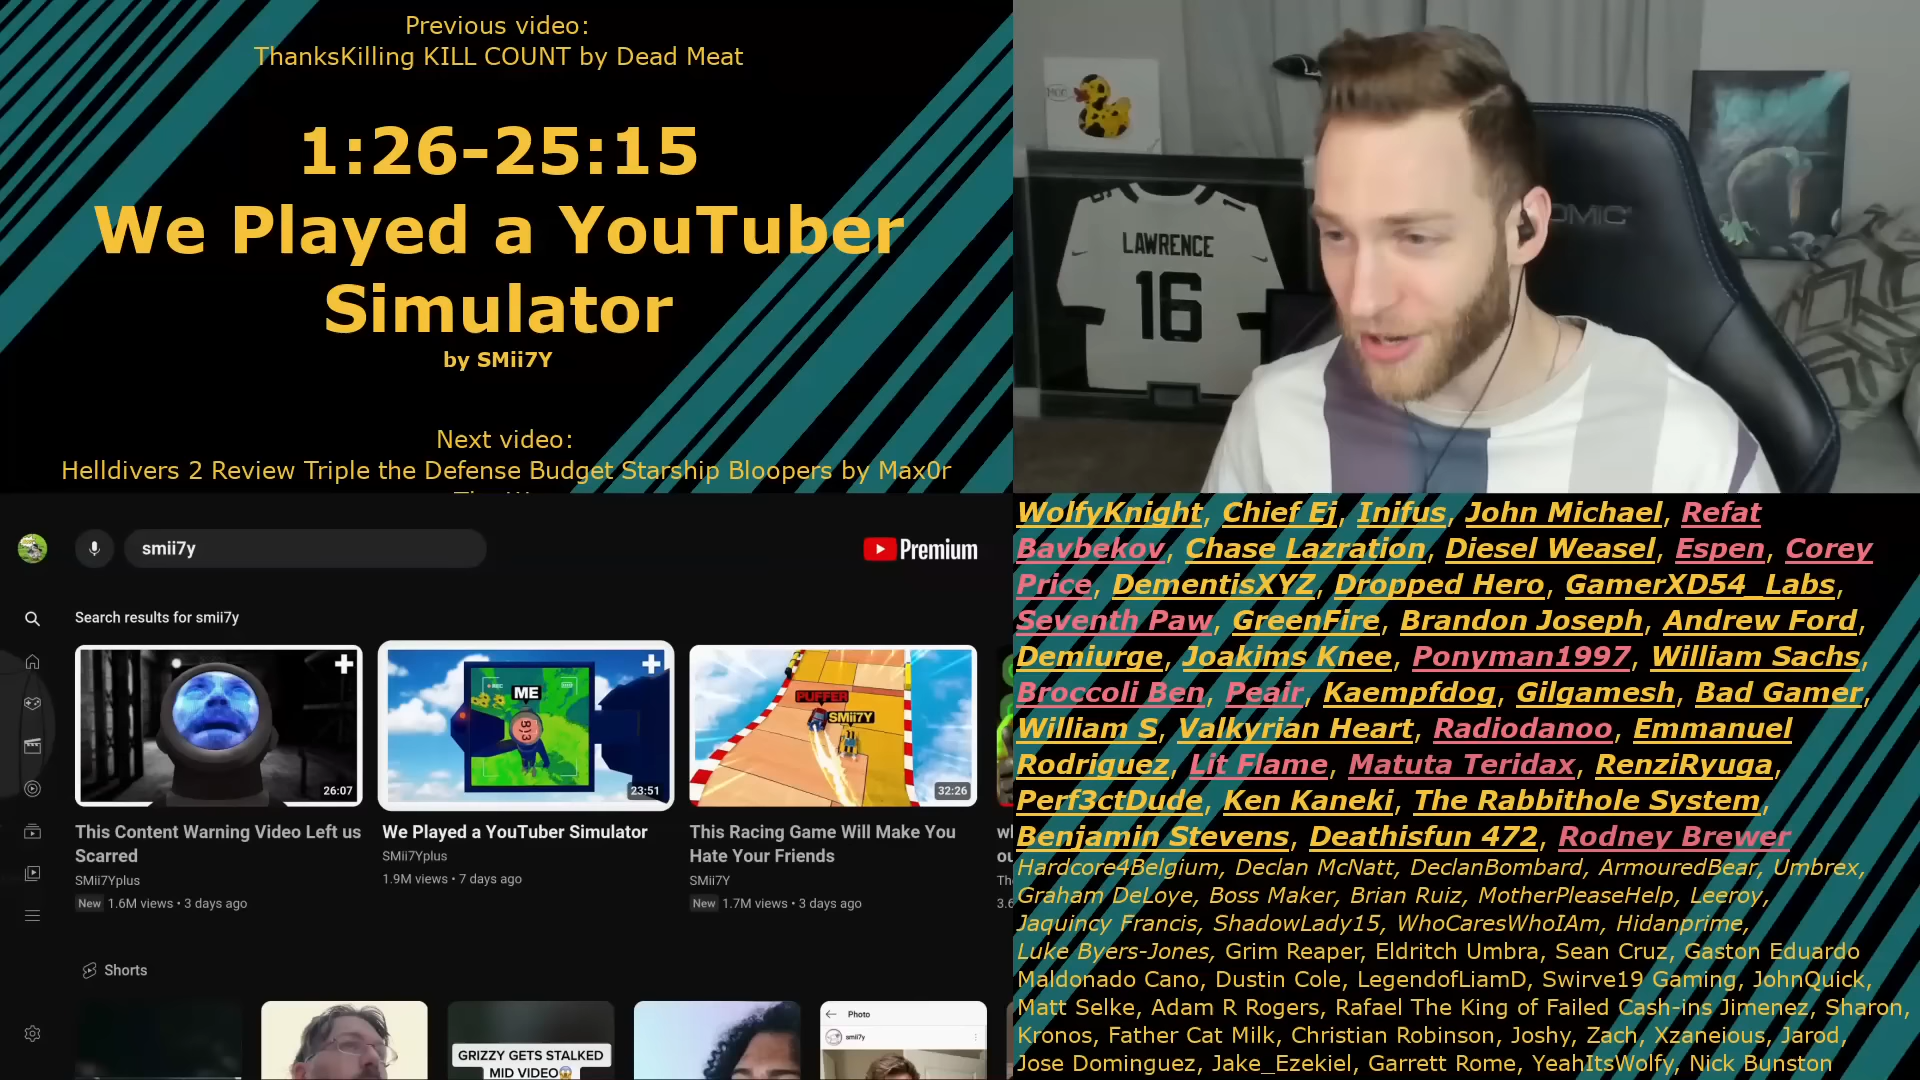 Previous video:
ThanksKilling KILL COUNT by Dead Meat
1:26-25:15
We Played a YouTuber
Simulator
by SMii7Y
Next video:
Helldivers 2 Review Triple the Defense Budget Starship Bloopers by Max0r
LAWRENCE
16
OMIC
smii7y
Premium
Search results for smii7y
26:07
This Content Warning Video Left us
Scarred
SMii7Yplus
New 1.6M views • 3 days ago
ME
23:51
We Played a YouTuber Simulator
SMii7Yplus
1.9M views • 7 days ago
PUFFER
SMii7Y
32:26
This Racing Game Will Make You
Hate Your Friends
SMii7Y
New 1.7M views • 3 days ago
Shorts
GRIZZY GETS STALKED
MID VIDEO😱
Photo
smii7y
WolfyKnight, Chief Ej, Inifus, John Michael, Refat
Bavbekov, Chase Lazration, Diesel Weasel, Espen, Corey
Price, DementisXYZ, Dropped Hero, GamerXD54_Labs,
Seventh Paw, GreenFire, Brandon Joseph, Andrew Ford,
Demiurge, Joakims Knee, Ponyman1997, William Sachs,
Broccoli Ben, Peair, Kaempfdog, Gilgamesh, Bad Gamer,
William S, Valkyrian Heart, Radiodanoo, Emmanuel
Rodriguez, Lit Flame, Matuta Teridax, RenziRyuga,
Perf3ctDude, Ken Kaneki, The Rabbithole System,
Benjamin Stevens, Deathisfun 472, Rodney Brewer
Hardcore4Belgium, Declan McNatt, DeclanBombard, ArmouredBear, Umbrex,
Graham DeLoye, Boss Maker, Brian Ruiz, MotherPleaseHelp, Leeroy,
Jaquincy Francis, ShadowLady15, WhoCaresWhoIAm, Hidanprime,
Luke Byers-Jones, Grim Reaper, Eldritch Umbra, Sean Cruz, Gaston Eduardo
Maldonado Cano, Dustin Cole, LegendofLiamD, Swirve19 Gaming, JohnQuick,
Matt Selke, Adam R Rogers, Rafael The King of Failed Cash-ins Jimenez, Sharon,
Kronos, Father Cat Milk, Christian Robinson, Joshy, Zach, Xzaneious, Jarod,
Jose Dominguez, Jake_Ezekiel, Garrett Rome, YeahItsWolfy, Nick Bunston